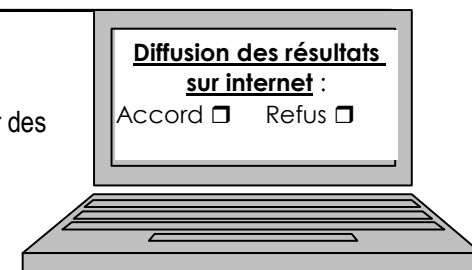 Diffusion des résultats
sur internet :
Accord ❒ Refus ❒
des